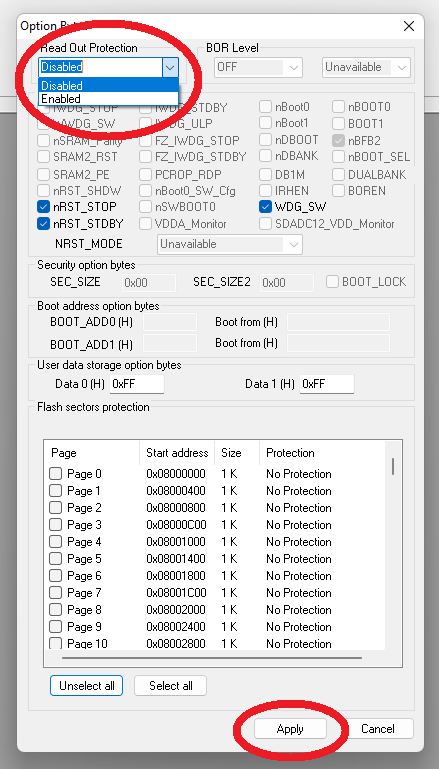 Option By
Read Out Protection
Disabled
Disabled
Enabled
BOR Level
OFF
Unavailable
IWDG_STOP IWDG_STDBY nBoot0 nBOOT0
WWDG_SW IWDG_ULP nBoot1 BOOT1
nSRAM_Parity FZ_IWDG_STOP nDBOOT nBFB2
SRAM2_RST FZ_IWDG_STDBY nDBANK nBOOT_SEL
SRAM2_PE PCROP_RDP DB1M DUALBANK
nRST_SHDW nBoot0_SW_Cfg IRHEN BOREN
nRST_STOP nSWBOOT0 WDG_SW
nRST_STDBY VDDA_Monitor SDADC12_VDD_Monitor
NRST_MODE Unavailable
Security option bytes
SEC_SIZE 0x00 SEC_SIZE2 0x00 BOOT_LOCK
Boot address option bytes
BOOT_ADD0 (H) Boot from (H)
BOOT_ADD1 (H) Boot from (H)
User data storage option bytes
Data 0 (H) 0xFF Data 1 (H) 0xFF
Flash sectors protection
Page Start address Size Protection
Page 0 0x08000000 1 K No Protection
Page 1 0x08000400 1 K No Protection
Page 2 0x08000800 1 K No Protection
Page 3 0x08000C00 1 K No Protection
Page 4 0x08001000 1 K No Protection
Page 5 0x08001400 1 K No Protection
Page 6 0x08001800 1 K No Protection
Page 7 0x08001C00 1 K No Protection
Page 8 0x08002000 1 K No Protection
Page 9 0x08002400 1 K No Protection
Page 10 0x08002800 1 K No Protection
Unselect all Select all
Apply Cancel